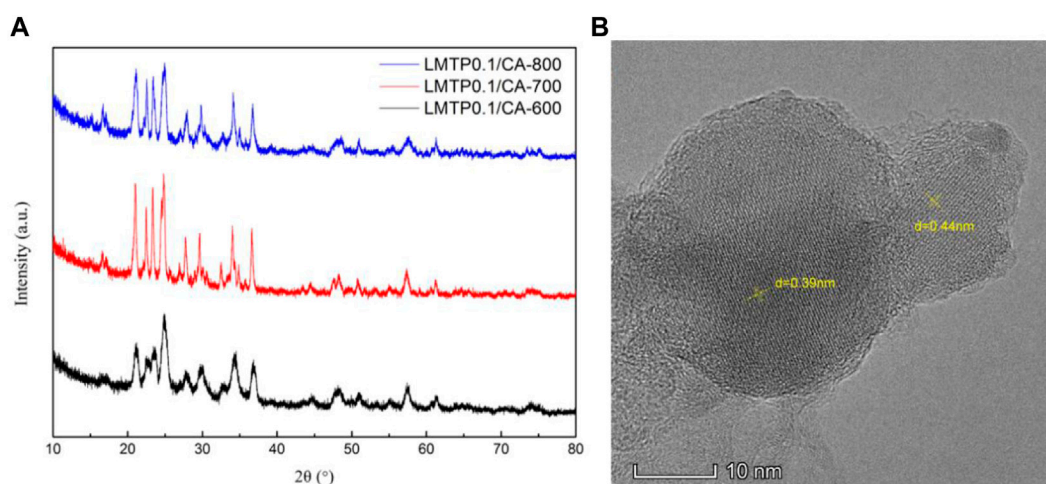 A
LMTP0.1/CA-800
LMTP0.1/CA-700
LMTP0.1/CA-600
Intensity (a.u.)
10 20 30 40 50 60 70 80
2θ (°)
B
d=0.44nm
d=0.39nm
10 nm